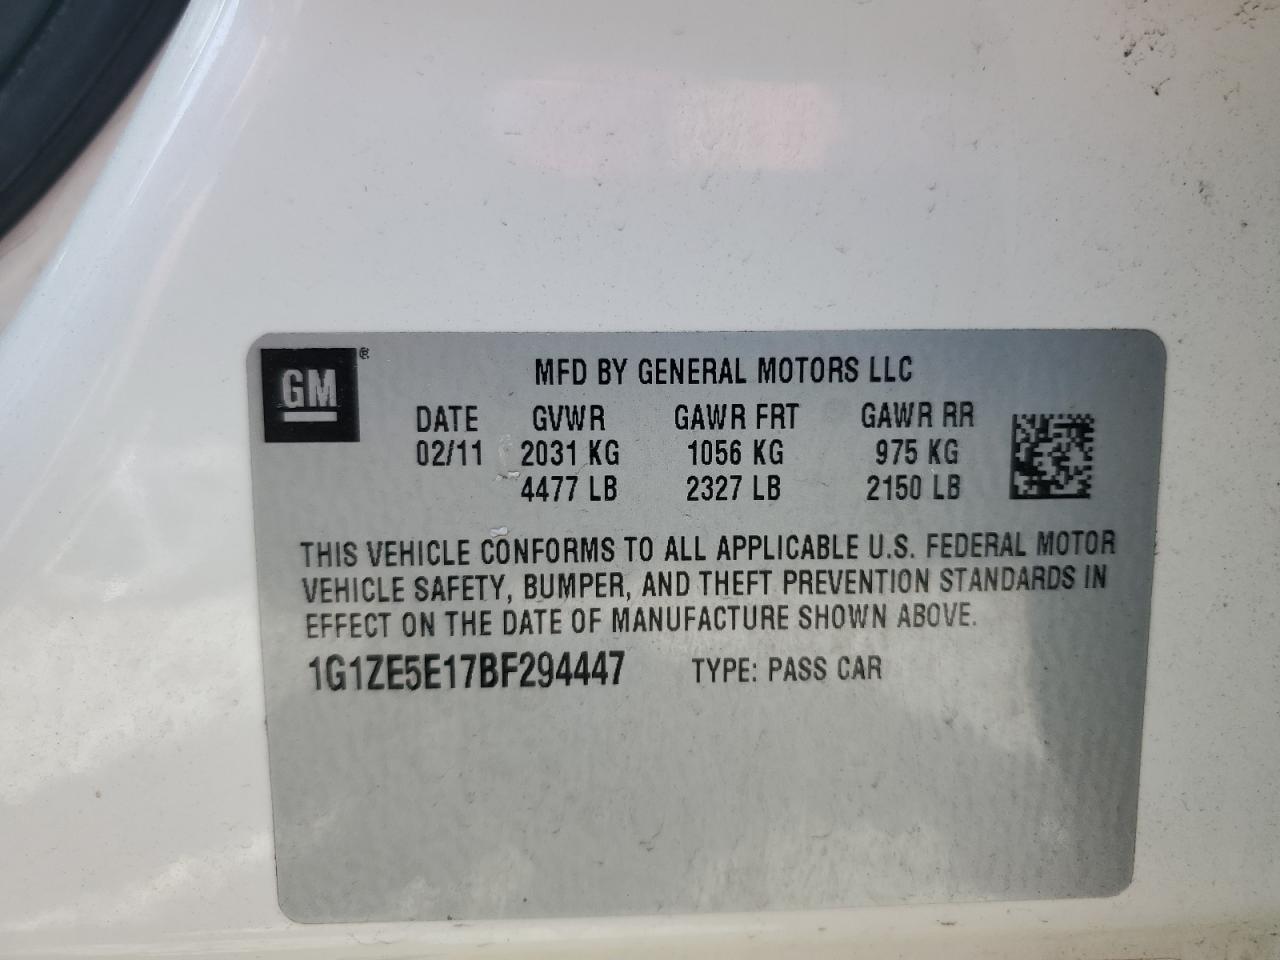 GM ®
MFD BY GENERAL MOTORS LLC
DATE GVWR GAWR FRT GAWR RR
02/11 2031 KG 1056 KG 975 KG
4477 LB 2327 LB 2150 LB
THIS VEHICLE CONFORMS TO ALL APPLICABLE U.S. FEDERAL MOTOR
VEHICLE SAFETY, BUMPER, AND THEFT PREVENTION STANDARDS IN
EFFECT ON THE DATE OF MANUFACTURE SHOWN ABOVE.
1G1ZE5E17BF294447 TYPE: PASS CAR